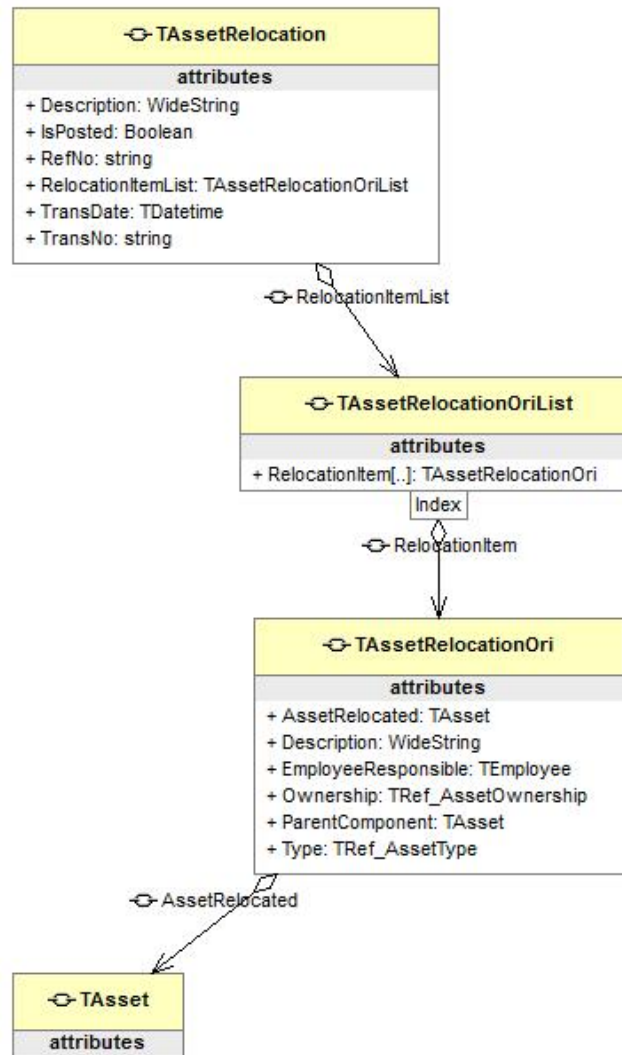 TAssetRelocation
attributes
+ Description: WideString
+ IsPosted: Boolean
+ RefNo: string
+ RelocationItemList: TAssetRelocationOriList
+ TransDate: TDatetime
+ TransNo: string
RelocationItemList
TAssetRelocationOriList
attributes
+ RelocationItem[..]: TAssetRelocationOri
Index
RelocationItem
TAssetRelocationOri
attributes
+ AssetRelocated: TAsset
+ Description: WideString
+ EmployeeResponsible: TEmployee
+ Ownership: TRef_AssetOwnership
+ ParentComponent: TAsset
+ Type: TRef_AssetType
AssetRelocated
TAsset
attributes